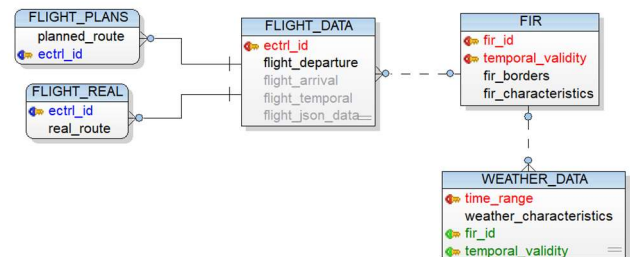 FLIGHT_PLANS
planned_route
ectrl_id
FLIGHT_REAL
ectrl_id
real_route
FLIGHT_DATA
ectrl_id
flight_departure
flight_arrival
flight_temporal
flight_json_data
FIR
fir_id
temporal_validity
fir_borders
fir_characteristics
WEATHER_DATA
time_range
weather_characteristics
fir_id
temporal_validity